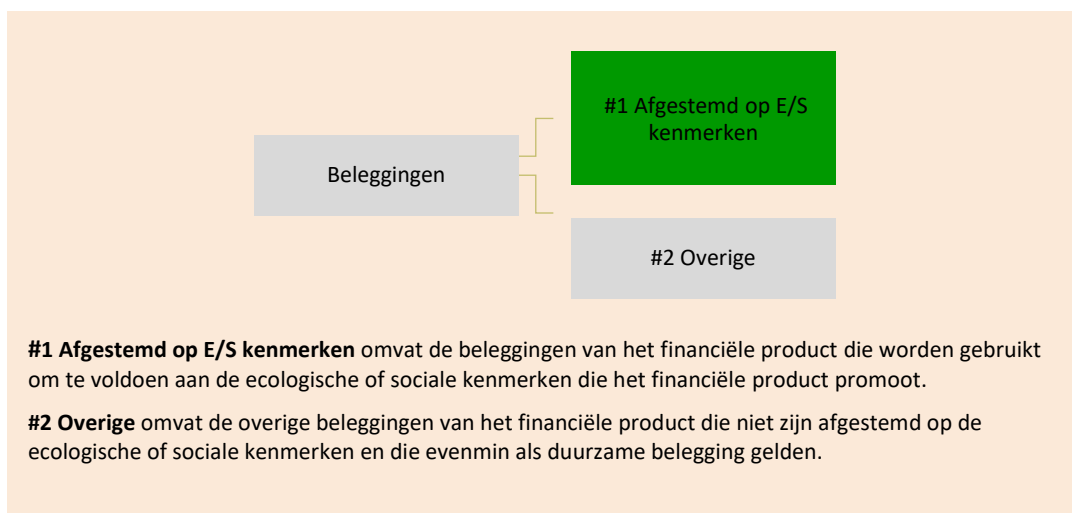 #1 Afgestemd op E/S
kenmerken
Beleggingen
#2 Overige
#1 Afgestemd op E/S kenmerken omvat de beleggingen van het financiële product die worden gebruikt
om te voldoen aan de ecologische of sociale kenmerken die het financiële product promoot.
#2 Overige omvat de overige beleggingen van het financiële product die niet zijn afgestemd op de
ecologische of sociale kenmerken en die evenmin als duurzame belegging gelden.